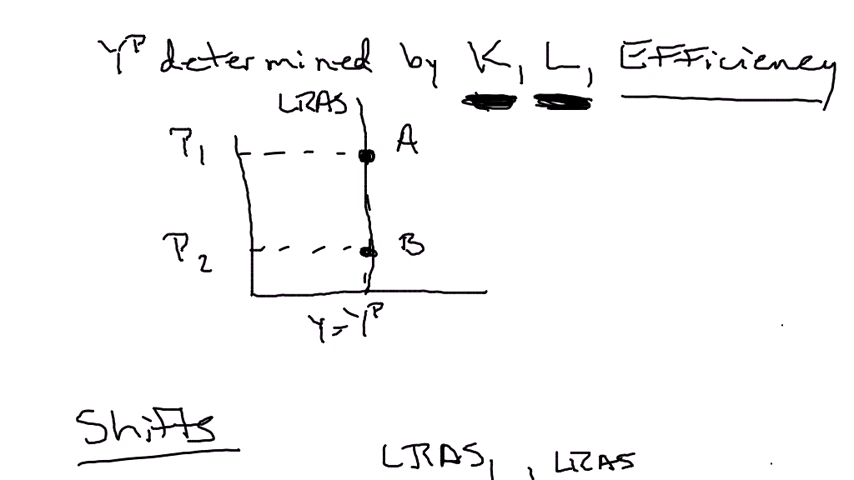 Y^P determined by K, L, Efficiency
LRAS
P1 A
P2 B
Y=Y^P
Shifts
LRAS1, LRAS